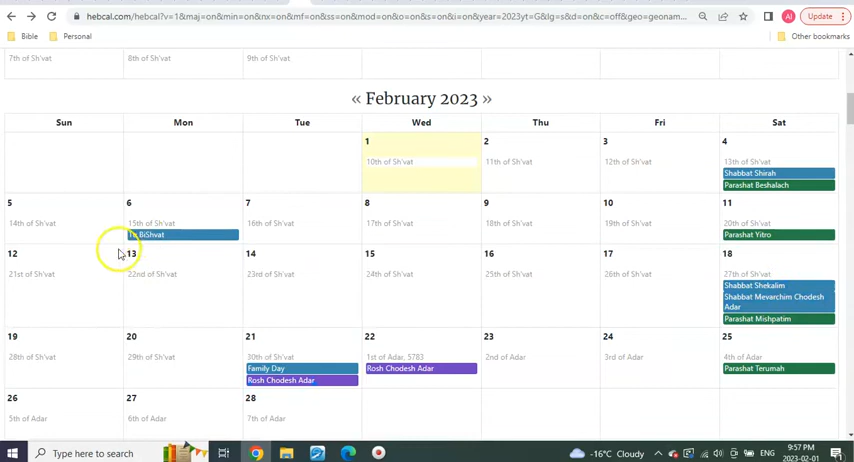 hebcal.com/hebcal?v=1&maj=on&min=on&nx=on&mf=on&ss=on&mod=on&o=on&s=on&i=on&year=2023&yt=G&lg=s&d=on&c=off&geo=geonam...
AI
Update
Bible
Personal
Other bookmarks
7th of Sh'vat
8th of Sh'vat
9th of Sh'vat
« February 2023 »
Sun Mon Tue Wed Thu Fri Sat
1 2 3 4
10th of Sh'vat
11th of Sh'vat
12th of Sh'vat
13th of Sh'vat
Shabbat Shirah
Parashat Beshalach
5 6 7 8 9 10 11
14th of Sh'vat
15th of Sh'vat
16th of Sh'vat
17th of Sh'vat
18th of Sh'vat
19th of Sh'vat
20th of Sh'vat
Tu BiShvat
Parashat Yitro
12 13 14 15 16 17 18
21st of Sh'vat
22nd of Sh'vat
23rd of Sh'vat
24th of Sh'vat
25th of Sh'vat
26th of Sh'vat
27th of Sh'vat
Shabbat Shekalim
Shabbat Mevarchim Chodesh
Adar
Parashat Mishpatim
19 20 21 22 23 24 25
28th of Sh'vat
29th of Sh'vat
30th of Sh'vat
1st of Adar, 5783
2nd of Adar
3rd of Adar
4th of Adar
Family Day
Rosh Chodesh Adar
Rosh Chodesh Adar
Parashat Terumah
26 27 28
5th of Adar
6th of Adar
7th of Adar
Type here to search
-16°C Cloudy
ENG
9:57 PM
2023-02-01